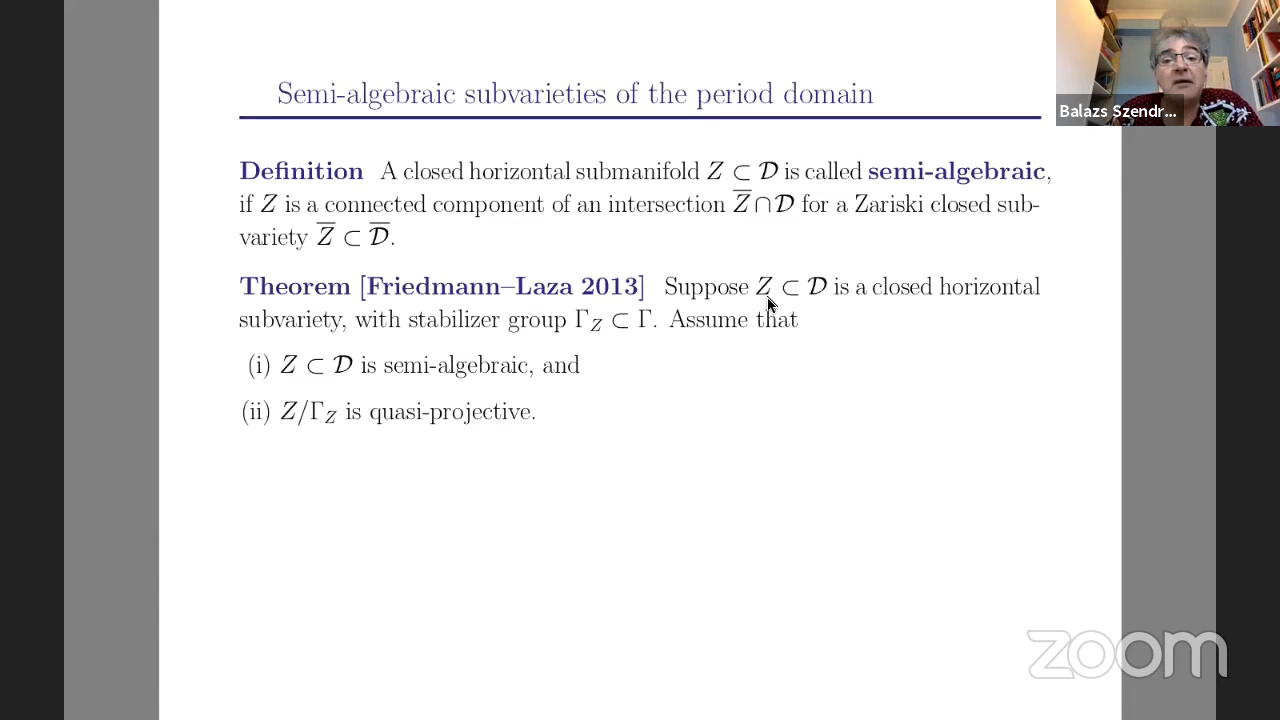 Semi-algebraic subvarieties of the period domain
Balazs Szendr...
Definition A closed horizontal submanifold Z ⊂ 𝒟 is called semi-algebraic,
if Z is a connected component of an intersection Z̅ ∩ 𝒟 for a Zariski closed sub-
variety Z̅ ⊂ 𝒟̅.
Theorem [Friedmann–Laza 2013] Suppose Z ⊂ 𝒟 is a closed horizontal
subvariety, with stabilizer group Γ_Z ⊂ Γ. Assume that
(i) Z ⊂ 𝒟 is semi-algebraic, and
(ii) Z/Γ_Z is quasi-projective.
zoom